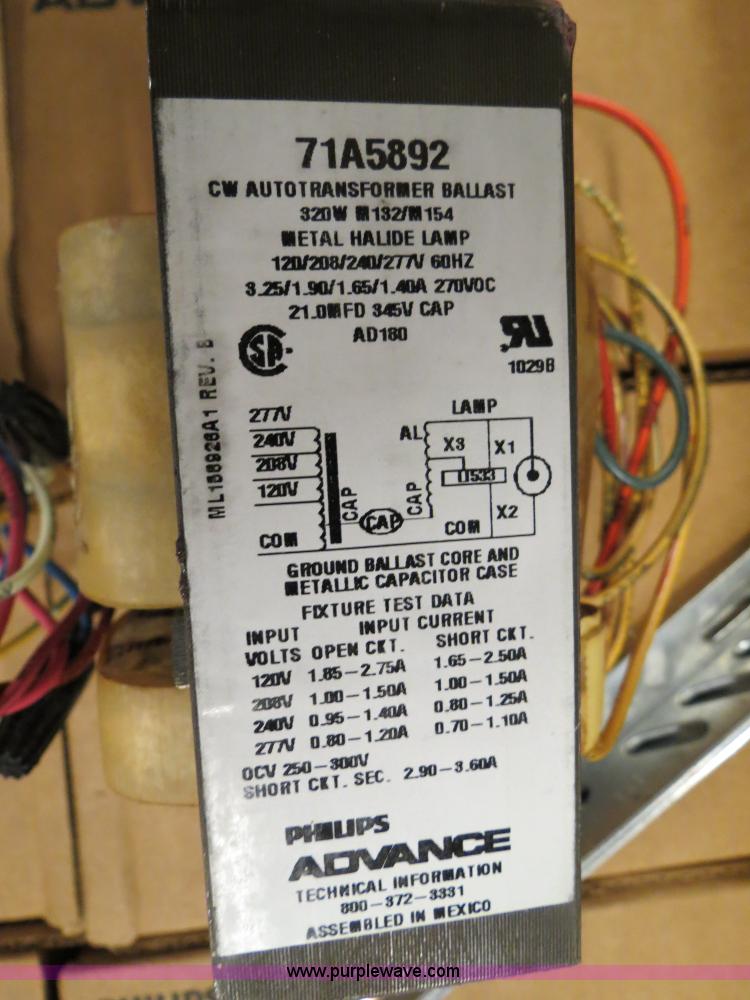 ADVANCE
71A5892
CW AUTOTRANSFORMER BALLAST
320W M132/M154
METAL HALIDE LAMP
120/208/240/277V 60HZ
3.25/1.90/1.65/1.40A 270VOC
21.0MFD 345V CAP
AD180
1029B
ML156926A1 REV. B
277V
240V
208V
120V
COM
CAP
CAP
CAP
LAMP
AL
X3
X1
LI533
X2
COM
GROUND BALLAST CORE AND
METALLIC CAPACITOR CASE
FIXTURE TEST DATA
INPUT INPUT CURRENT
VOLTS OPEN CKT. SHORT CKT.
120V 1.85-2.75A 1.65-2.50A
208V 1.00-1.50A 1.00-1.50A
240V 0.95-1.40A 0.80-1.25A
277V 0.80-1.20A 0.70-1.10A
OCV 250-300V
SHORT CKT. SEC. 2.90-3.60A
PHILIPS
ADVANCE
TECHNICAL INFORMATION
800-372-3331
ASSEMBLED IN MEXICO
www.purplewave.com
PHILIPS